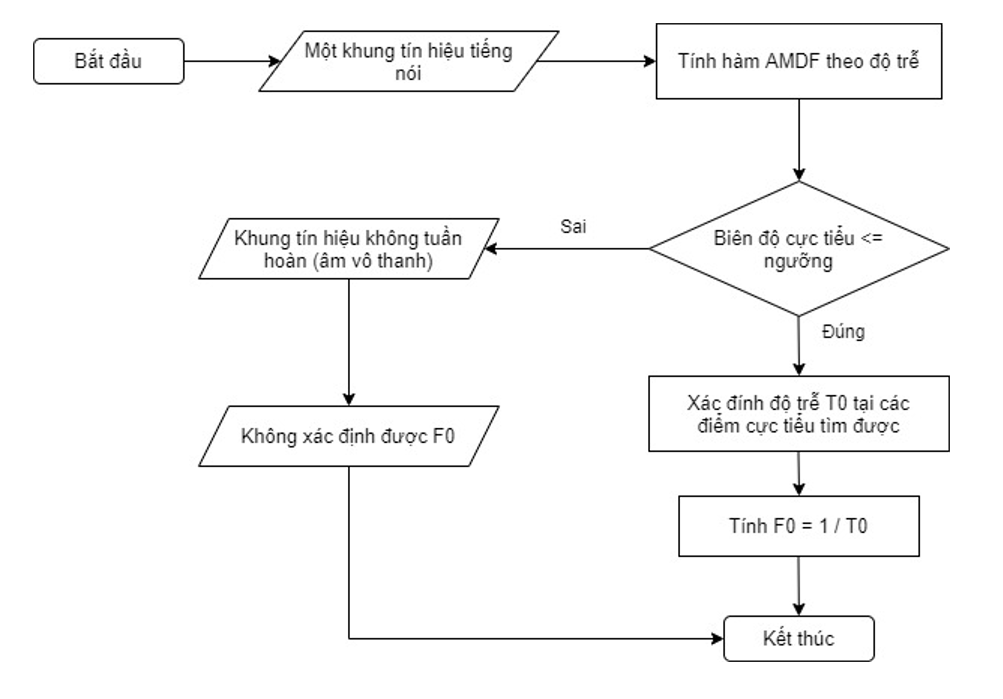 Bắt đầu
Một khung tín hiệu tiếng
nói
Tính hàm AMDF theo độ trễ
Biên độ cực tiểu <=
ngưỡng
Sai
Khung tín hiệu không tuần
hoàn (âm vô thanh)
Không xác định được F0
Đúng
Xác đính độ trễ T0 tại các
điểm cực tiểu tìm được
Tính F0 = 1 / T0
Kết thúc